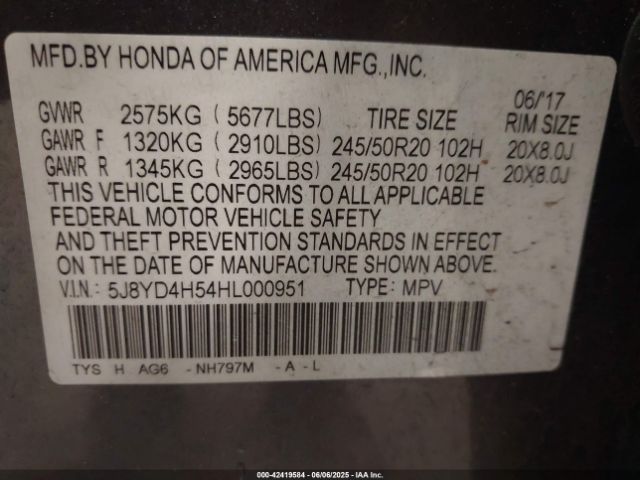 MFD.BY HONDA OF AMERICA MFG.,INC.
06/'17
GVWR 2575KG ( 5677LBS) TIRE SIZE RIM SIZE
GAWR F 1320KG ( 2910LBS) 245/50R20 102H 20X8.0J
GAWR R 1345KG ( 2965LBS) 245/50R20 102H 20X8.0J
THIS VEHICLE CONFORMS TO ALL APPLICABLE
FEDERAL MOTOR VEHICLE SAFETY
AND THEFT PREVENTION STANDARDS IN EFFECT
ON THE DATE OF MANUFACTURE SHOWN ABOVE.
V.I.N.: 5J8YD4H54HL000951 TYPE: MPV
TYS H AG6 -NH797M -A-L
000-42419584 - 06/06/2025 - IAA Inc.